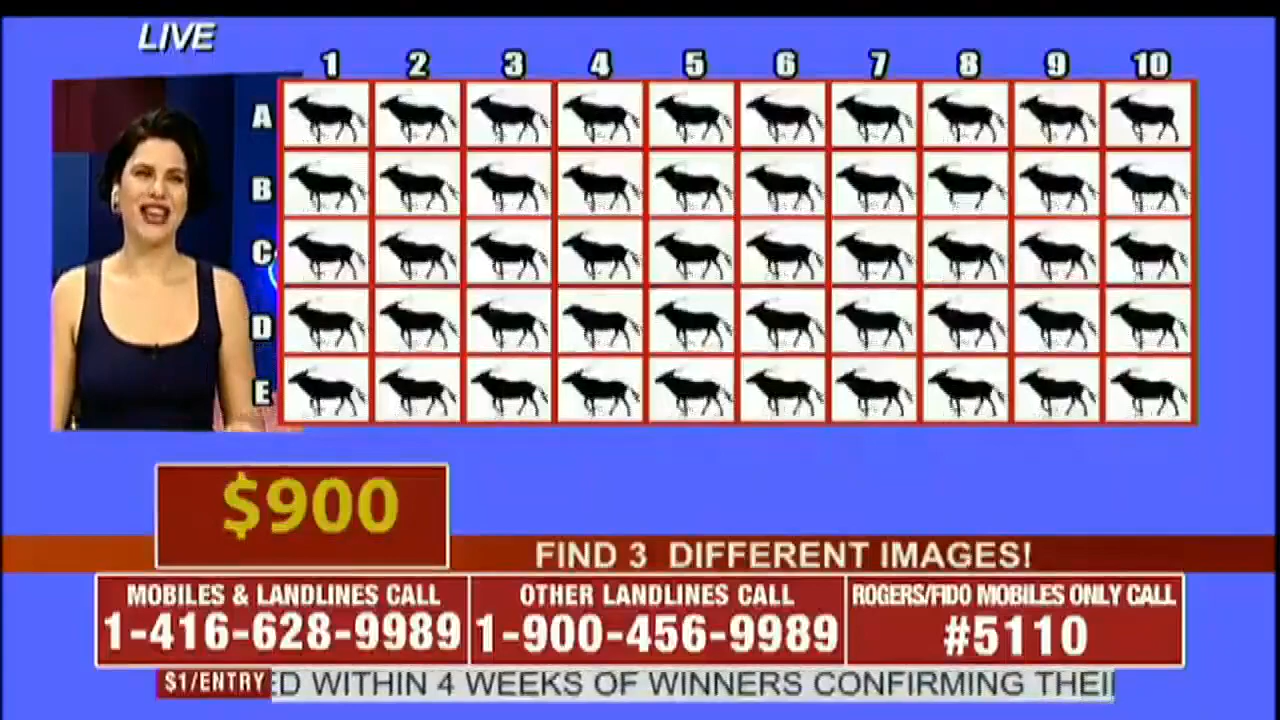 LIVE
1 2 3 4 5 6 7 8 9 10
A
B
C
D
E
$900
FIND 3 DIFFERENT IMAGES!
MOBILES & LANDLINES CALL
1-416-628-9989
OTHER LANDLINES CALL
1-900-456-9989
ROGERS/FIDO MOBILES ONLY CALL
#5110
$1/ENTRY
WITHIN 4 WEEKS OF WINNERS CONFIRMING